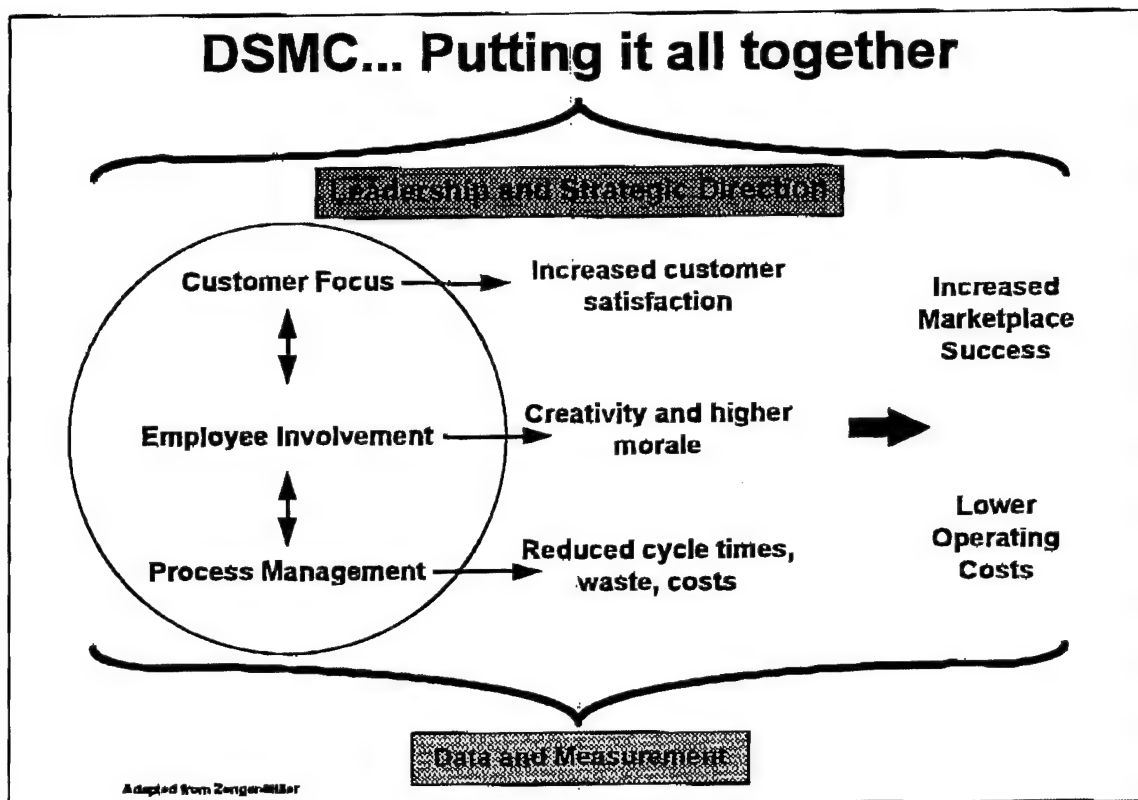 DSMC... Putting it all together
Leadership and Strategic Direction
Customer Focus
Increased customer
satisfaction
Increased
Marketplace
Success
Employee Involvement
Creativity and higher
morale
Process Management
Reduced cycle times,
waste, costs
Lower
Operating
Costs
Data and Measurement
Adapted from